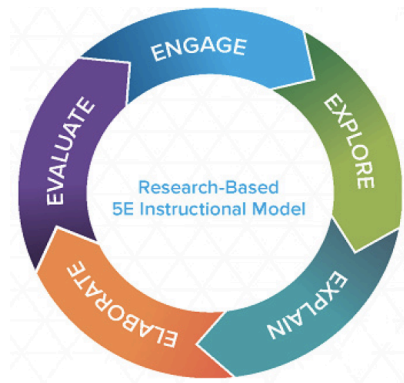 ENGAGE
EXPLORE
EXPLAIN
ELABORATE
EVALUATE
Research-Based
5E Instructional Model